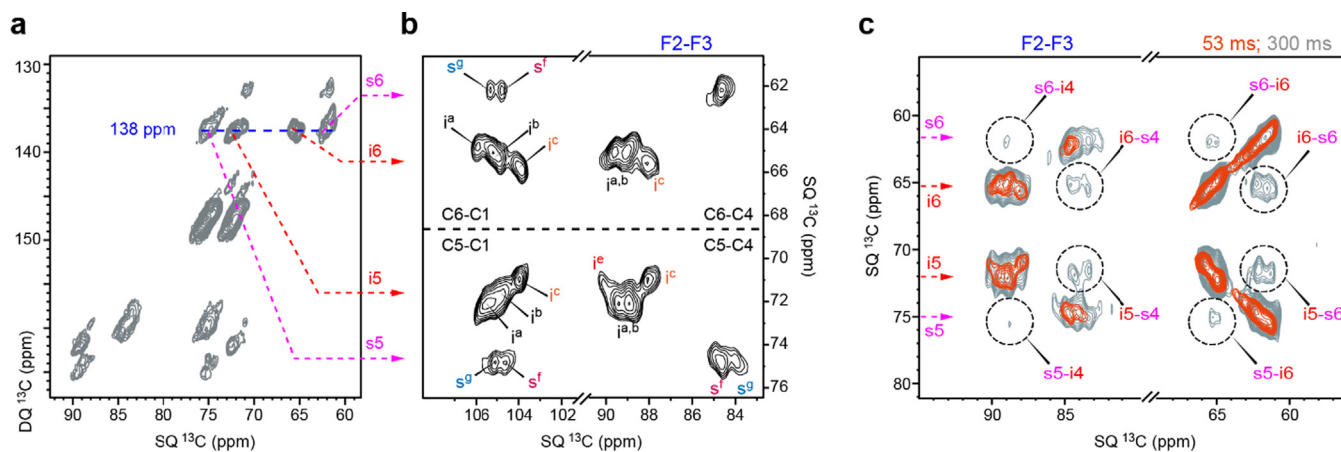 a
130
140
150
DQ ¹³C (ppm)
90 85 80 75 70 65 60
SQ ¹³C (ppm)
138 ppm
s6
i6
i5
s5
b
F2-F3
sᵍ sᶠ
iᵃ iᵇ iᶜ
iᵃ,ᵇ iᶜ
C6-C1 C6-C4
C5-C1 C5-C4
iᵉ iᶜ
iᶜ
iᵇ
iᵃ
iᵃ,ᵇ
sᵍ sᶠ
sᶠ sᵍ
62
64
66
68
70
72
74
76
SQ ¹³C (ppm)
106 104 102 90 88 86 84
SQ ¹³C (ppm)
c
F2-F3 53 ms; 300 ms
s6-i4 s6-i6
s6
i6-s4 i6-s6
i6
i5
i5-s4 i5-s6
s5
s5-i4 s5-i6
60
65
70
75
81
SQ ¹³C (ppm)
90 85 65 60
SQ ¹³C (ppm)